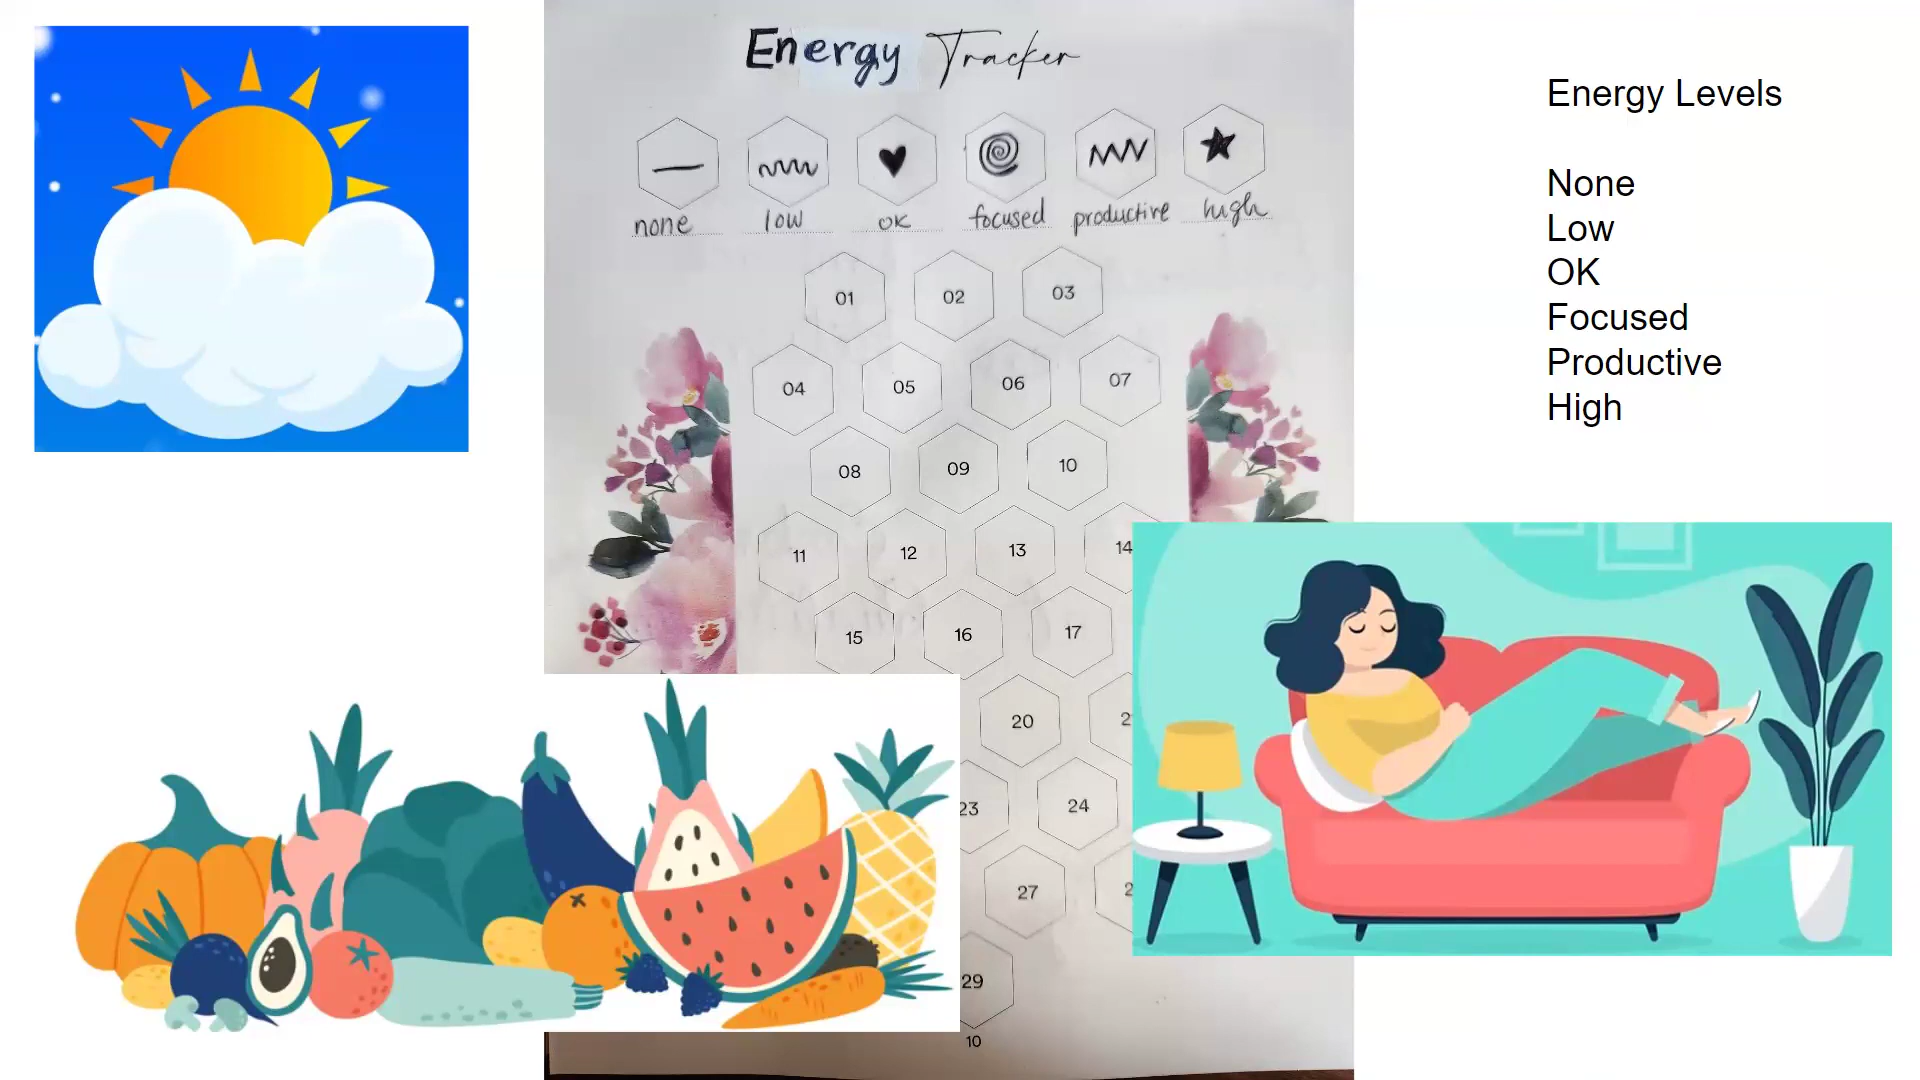 Energy Tracker
none low ok focused productive high
01 02 03
04 05 06 07
08 09 10
11 12 13 14
15 16 17
20
23 24
27
29
10
Energy Levels
None
Low
OK
Focused
Productive
High